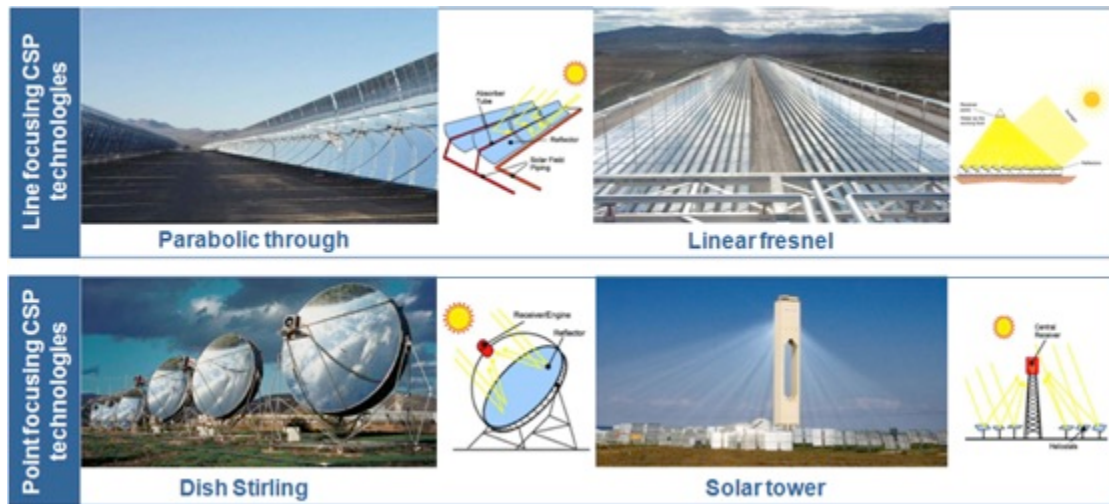 Line focusing CSP
technologies
Absorber
Tube
Reflector
Solar Field
Piping
Parabolic through
Linear fresnel
Point focusing CSP
technologies
Receiver/Engine
Reflector
Dish Stirling
Central
Receiver
Heliostats
Solar tower